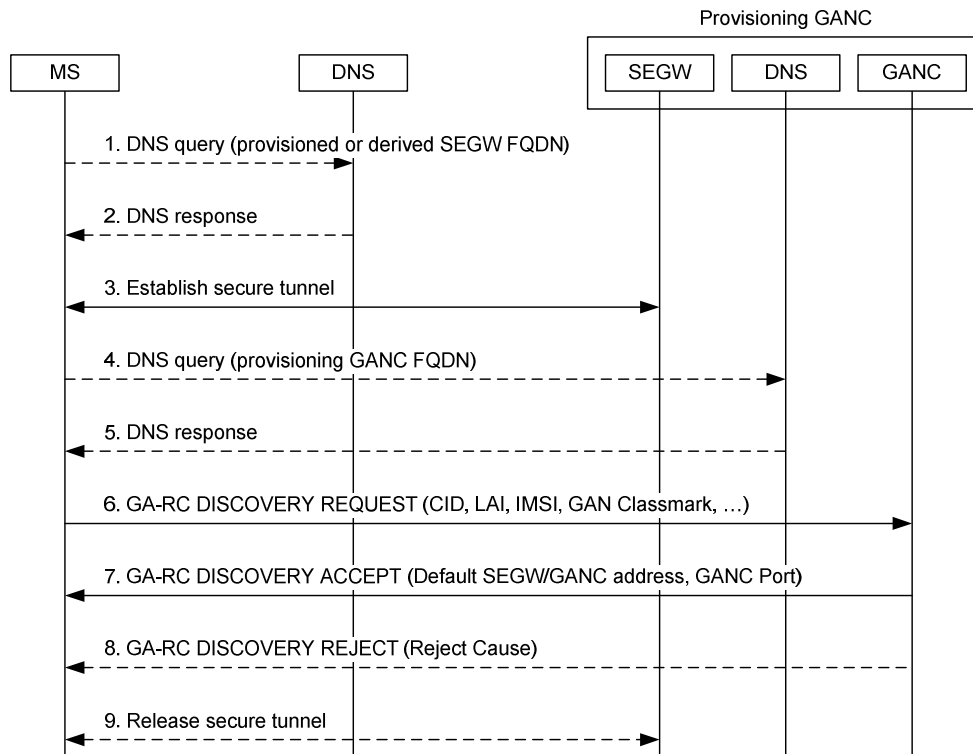 Provisioning GANC
MS
DNS
SEGW
DNS
GANC
1. DNS query (provisioned or derived SEGW FQDN)
2. DNS response
3. Establish secure tunnel
4. DNS query (provisioning GANC FQDN)
5. DNS response
6. GA-RC DISCOVERY REQUEST (CID, LAI, IMSI, GAN Classmark, …)
7. GA-RC DISCOVERY ACCEPT (Default SEGW/GANC address, GANC Port)
8. GA-RC DISCOVERY REJECT (Reject Cause)
9. Release secure tunnel